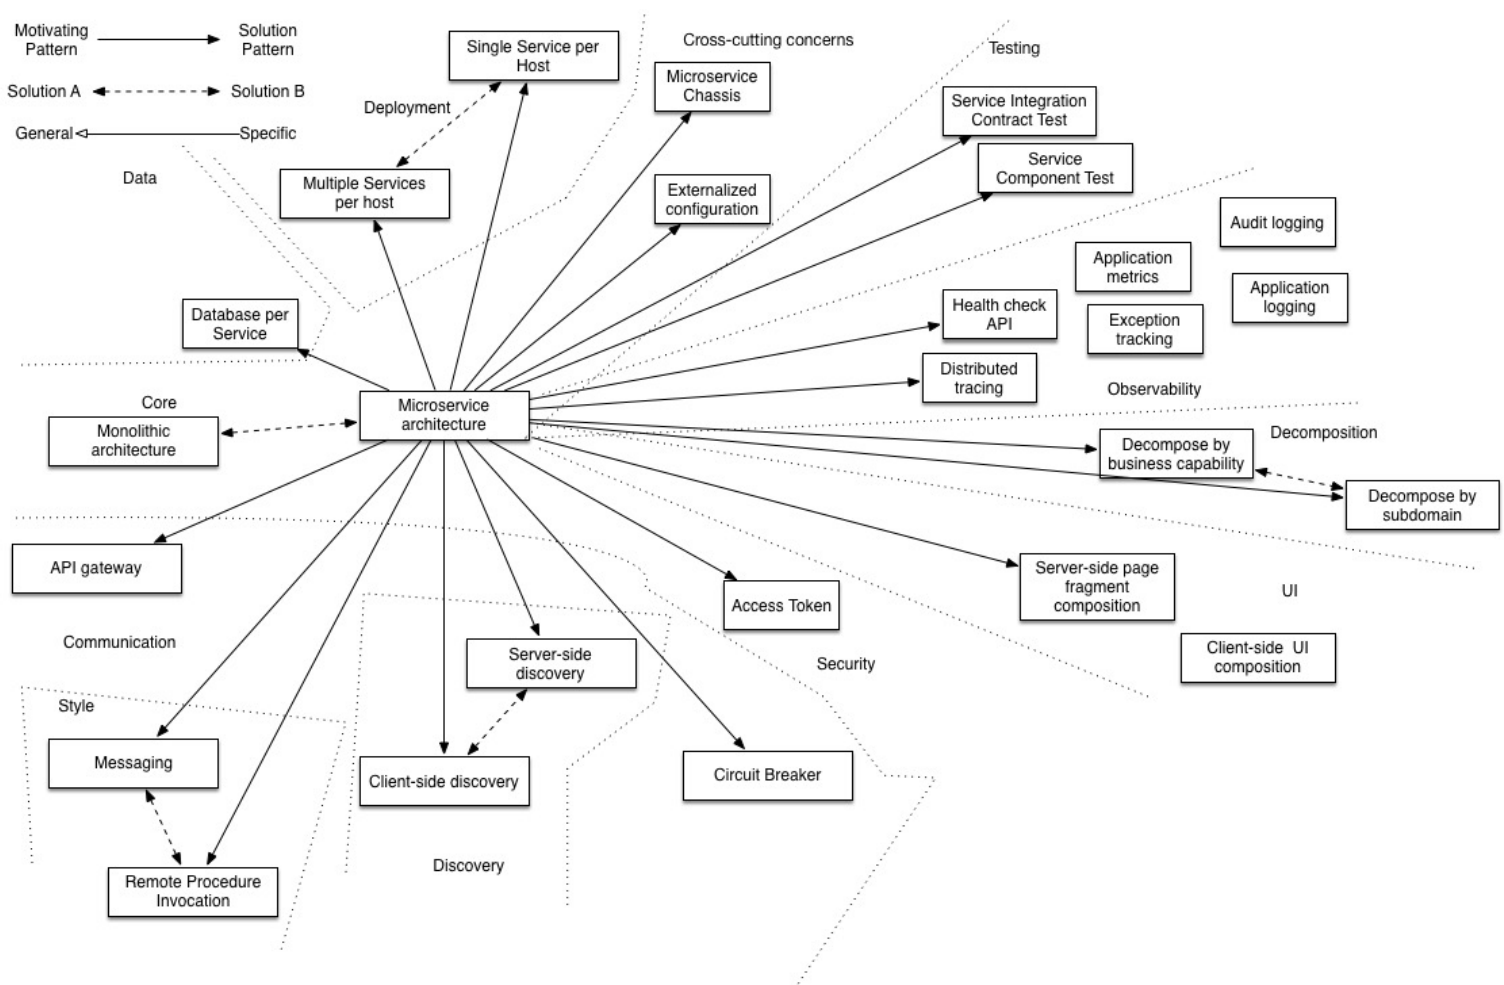 Motivating
Pattern
Solution
Pattern
Solution A
Solution B
General
Specific
Data
Deployment
Single Service per
Host
Multiple Services
per host
Cross-cutting concerns
Microservice
Chassis
Externalized
configuration
Testing
Service Integration
Contract Test
Service
Component Test
Audit logging
Application
metrics
Application
logging
Health check
API
Exception
tracking
Distributed
tracing
Observability
Database per
Service
Core
Monolithic
architecture
Microservice
architecture
Decompose by
business capability
Decomposition
Decompose by
subdomain
API gateway
Communication
Access Token
Security
Server-side page
fragment
composition
UI
Client-side UI
composition
Style
Messaging
Remote Procedure
Invocation
Server-side
discovery
Client-side discovery
Discovery
Circuit Breaker